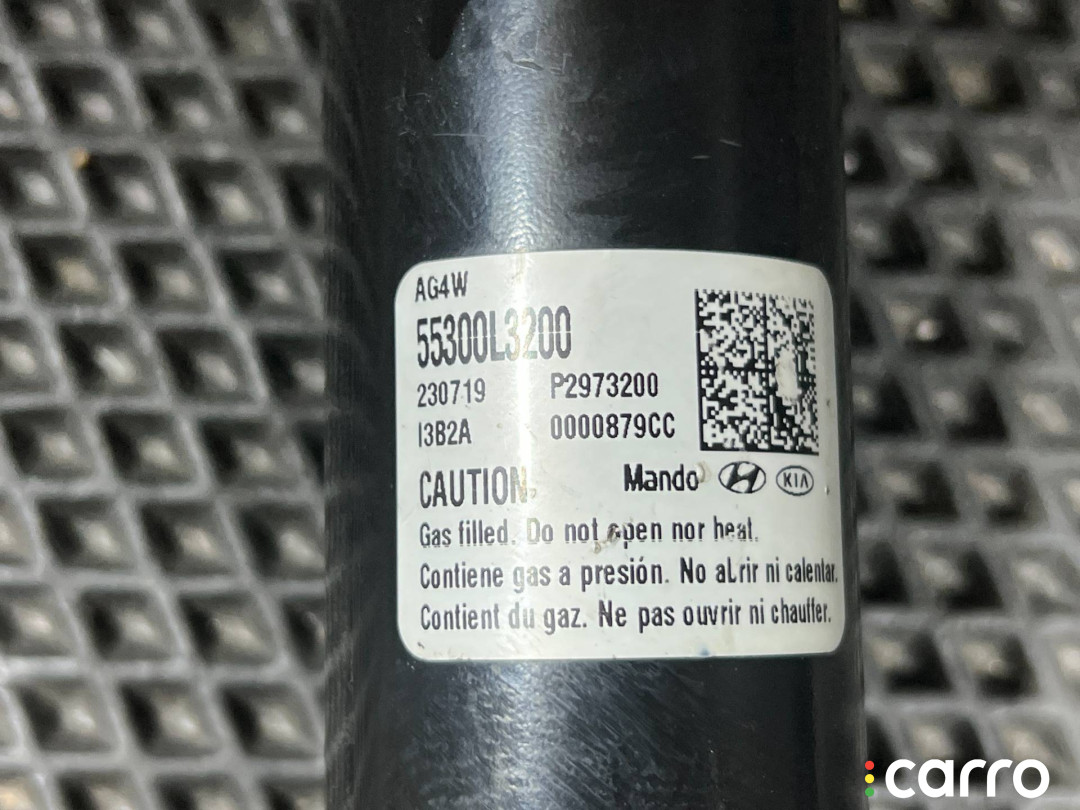 AG4W
55300L3200
230719 P2973200
I3B2A 0000879CC
CAUTION. Mando KIA
Gas filled. Do not open nor heat.
Contiene gas a presión. No abrir ni calentar.
Contient du gaz. Ne pas ouvrir ni chauffer.
carro